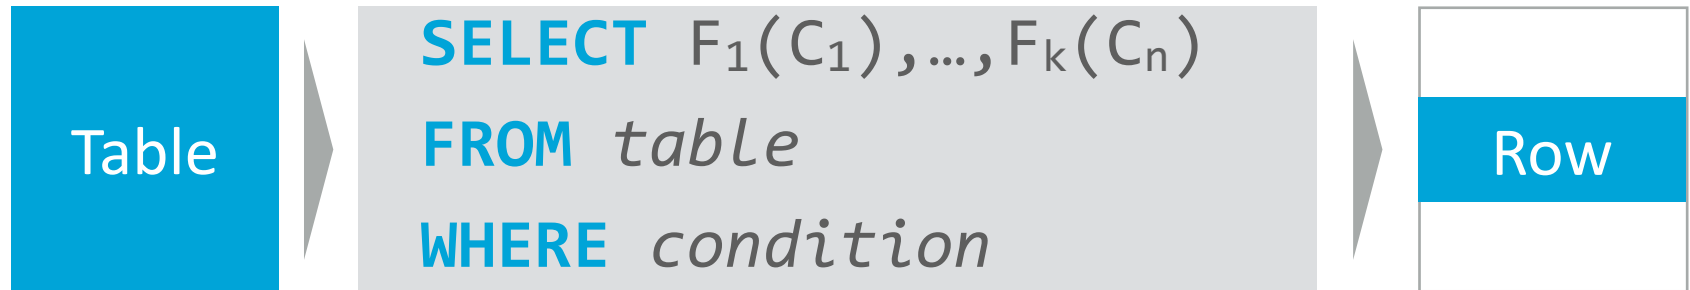 Table
SELECT F₁(C₁),…,Fₖ(Cₙ)
FROM table
WHERE condition
Row